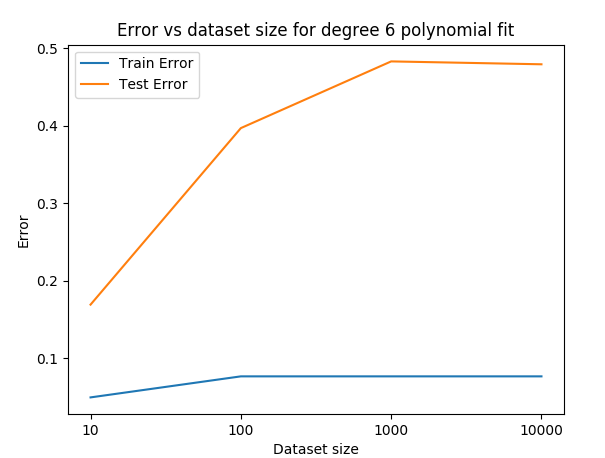 Error vs dataset size for degree 6 polynomial fit
Train Error
Test Error
0.5
0.4
0.3
0.2
0.1
Error
10 100 1000 10000
Dataset size